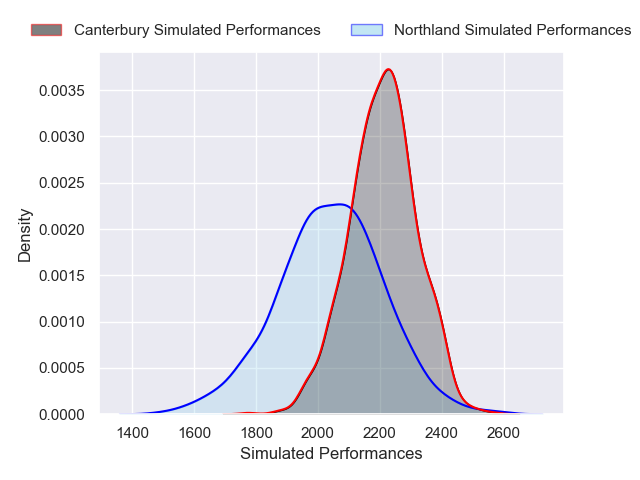 Canterbury Simulated Performances
Northland Simulated Performances
0.0035
0.0030
0.0025
0.0020
0.0015
0.0010
0.0005
0.0000
Density
1400 1600 1800 2000 2200 2400 2600
Simulated Performances